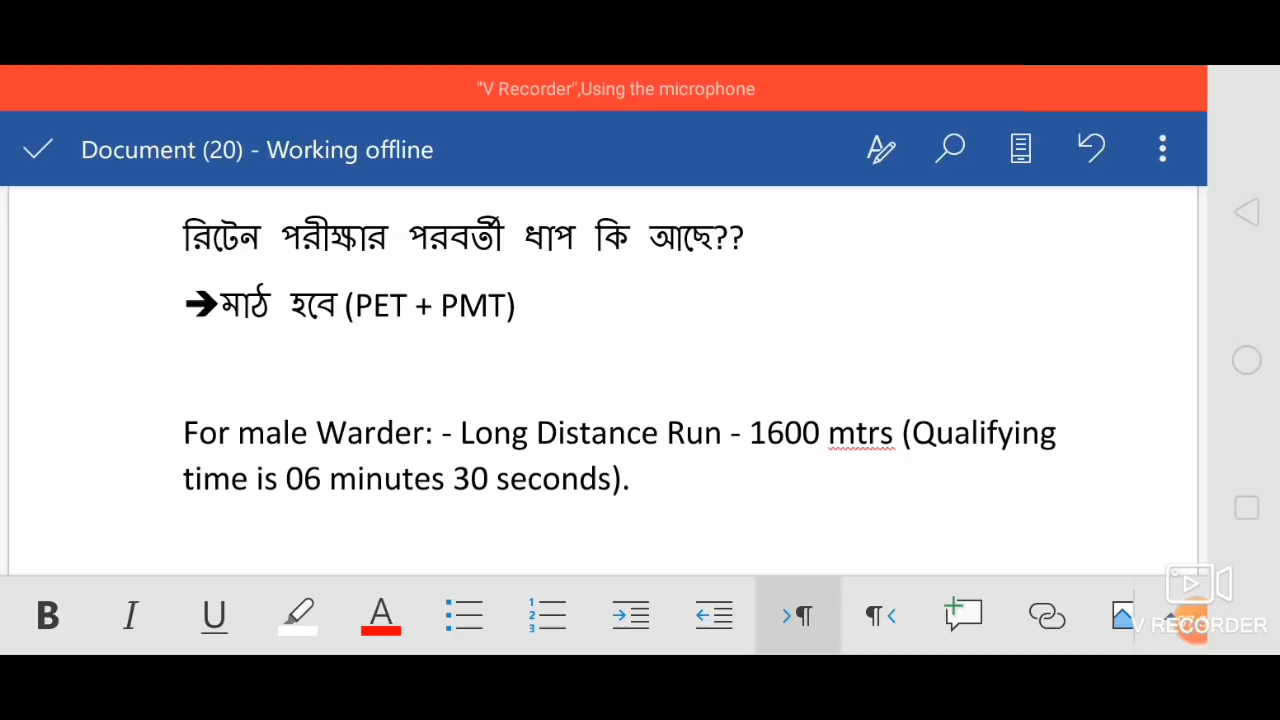 "V Recorder",Using the microphone
Document (20) - Working offline
রিটেন পরীক্ষার পরবর্তী ধাপ কি আছে??
➔মাঠ হবে (PET + PMT)
For male Warder: - Long Distance Run - 1600 mtrs (Qualifying
time is 06 minutes 30 seconds).
B I U A
V RECORDER